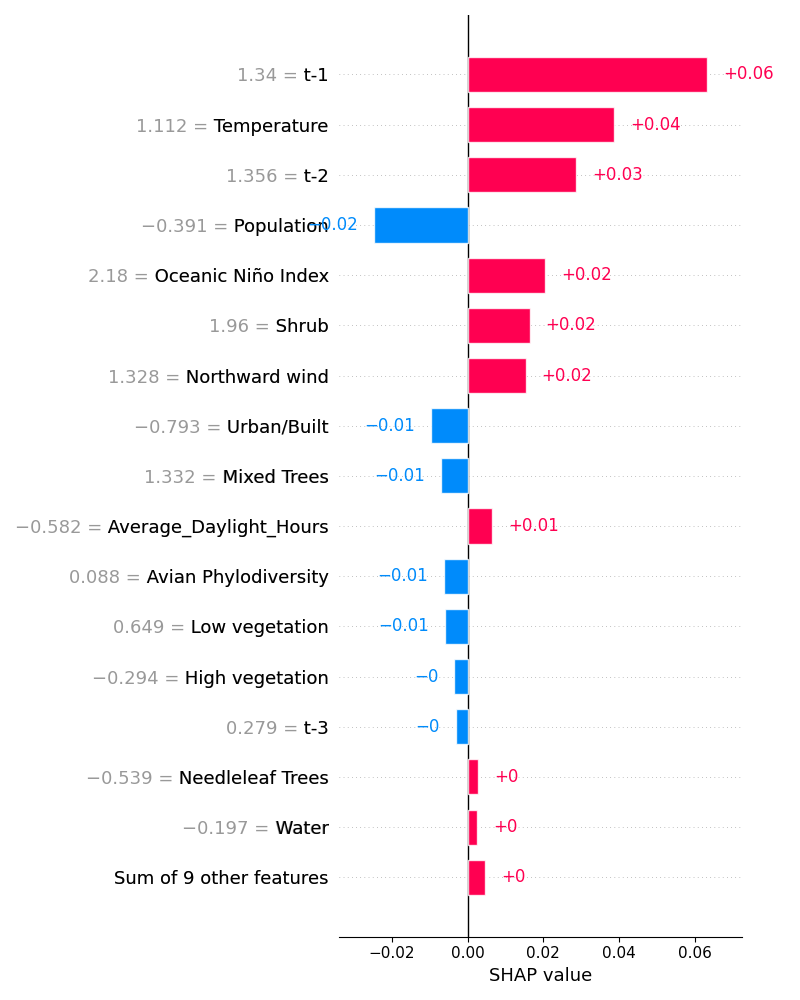 1.34 = t-1 +0.06
1.112 = Temperature +0.04
1.356 = t-2 +0.03
−0.391 = Population −0.02
2.18 = Oceanic Niño Index +0.02
1.96 = Shrub +0.02
1.328 = Northward wind +0.02
−0.793 = Urban/Built −0.01
1.332 = Mixed Trees −0.01
−0.582 = Average_Daylight_Hours +0.01
0.088 = Avian Phylodiversity −0.01
0.649 = Low vegetation −0.01
−0.294 = High vegetation −0
0.279 = t-3 −0
−0.539 = Needleleaf Trees +0
−0.197 = Water +0
Sum of 9 other features +0
−0.02 0.00 0.02 0.04 0.06
SHAP value